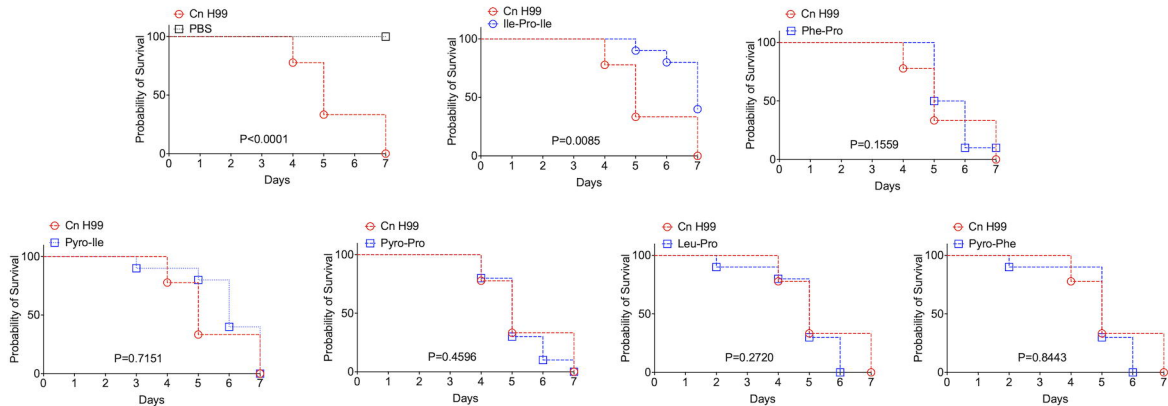 Cn H99
PBS
Probability of Survival
100
50
0
P<0.0001
0 1 2 3 4 5 6 7
Days
Cn H99
Ile-Pro-Ile
Probability of Survival
100
50
0
P=0.0085
0 1 2 3 4 5 6 7
Days
Cn H99
Phe-Pro
Probability of Survival
100
50
0
P=0.1559
0 1 2 3 4 5 6 7
Days
Cn H99
Pyro-Ile
Probability of Survival
100
50
0
P=0.7151
0 1 2 3 4 5 6 7
Days
Cn H99
Pyro-Pro
Probability of Survival
100
50
0
P=0.4596
0 1 2 3 4 5 6 7
Days
Cn H99
Leu-Pro
Probability of Survival
100
50
0
P=0.2720
0 1 2 3 4 5 6 7
Days
Cn H99
Pyro-Phe
Probability of Survival
100
50
0
P=0.8443
0 1 2 3 4 5 6 7
Days